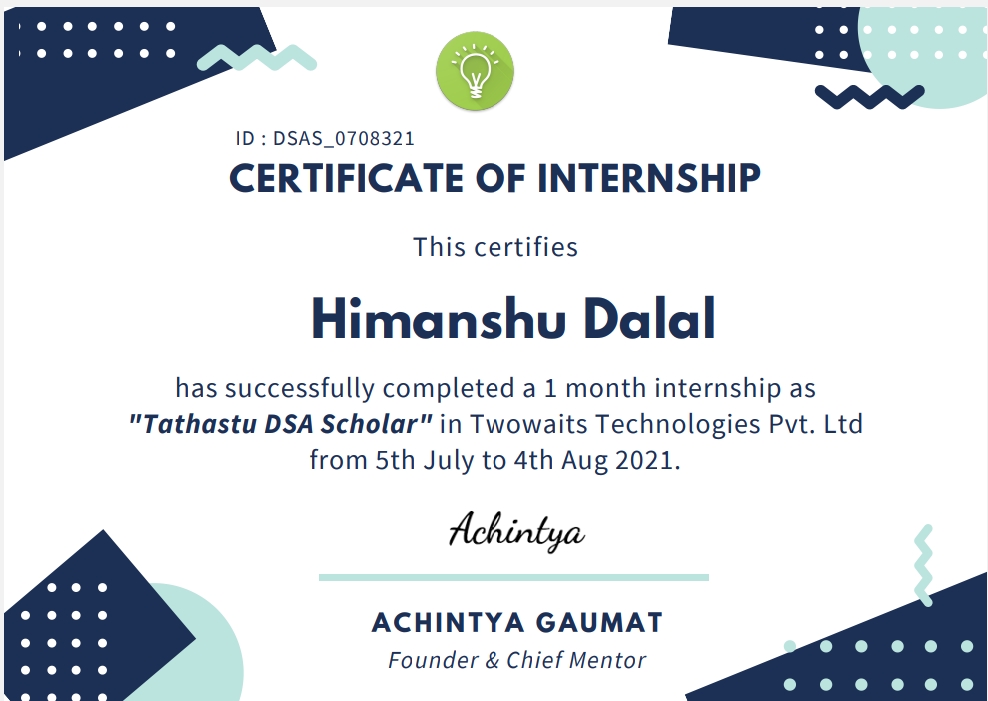 ID : DSAS_0708321
CERTIFICATE OF INTERNSHIP
This certifies
Himanshu Dalal
has successfully completed a 1 month internship as
"Tathastu DSA Scholar" in Twowaits Technologies Pvt. Ltd
from 5th July to 4th Aug 2021.
Achintya
ACHINTYA GAUMAT
Founder & Chief Mentor